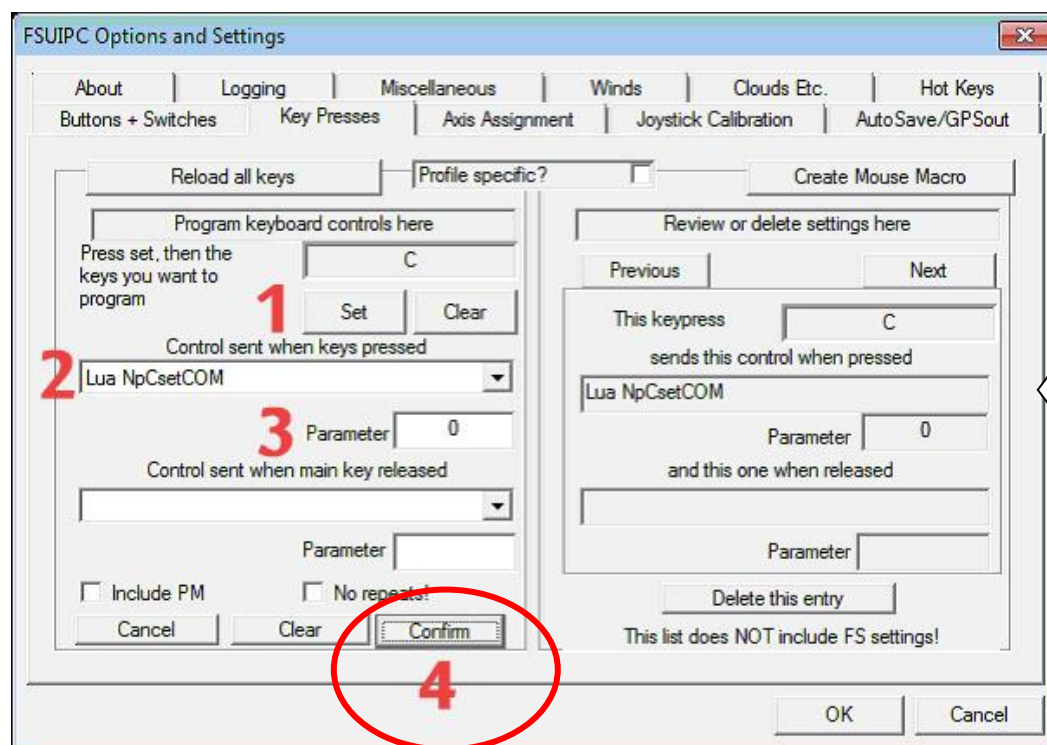 FSUIPC Options and Settings
About
Logging
Miscellaneous
Winds
Clouds Etc.
Hot Keys
Buttons + Switches
Key Presses
Axis Assignment
Joystick Calibration
AutoSave/GPSout
Reload all keys
Profile specific?
Create Mouse Macro
Program keyboard controls here
Press set, then the
keys you want to
program
C
1
Set
Clear
Control sent when keys pressed
2
Lua NpCsetCOM
3
Parameter
0
Control sent when main key released
Parameter
Include PM
No repeats!
Cancel
Clear
Confirm
4
Review or delete settings here
Previous
Next
This keypress
C
sends this control when pressed
Lua NpCsetCOM
Parameter
0
and this one when released
Parameter
Delete this entry
This list does NOT include FS settings!
OK
Cancel